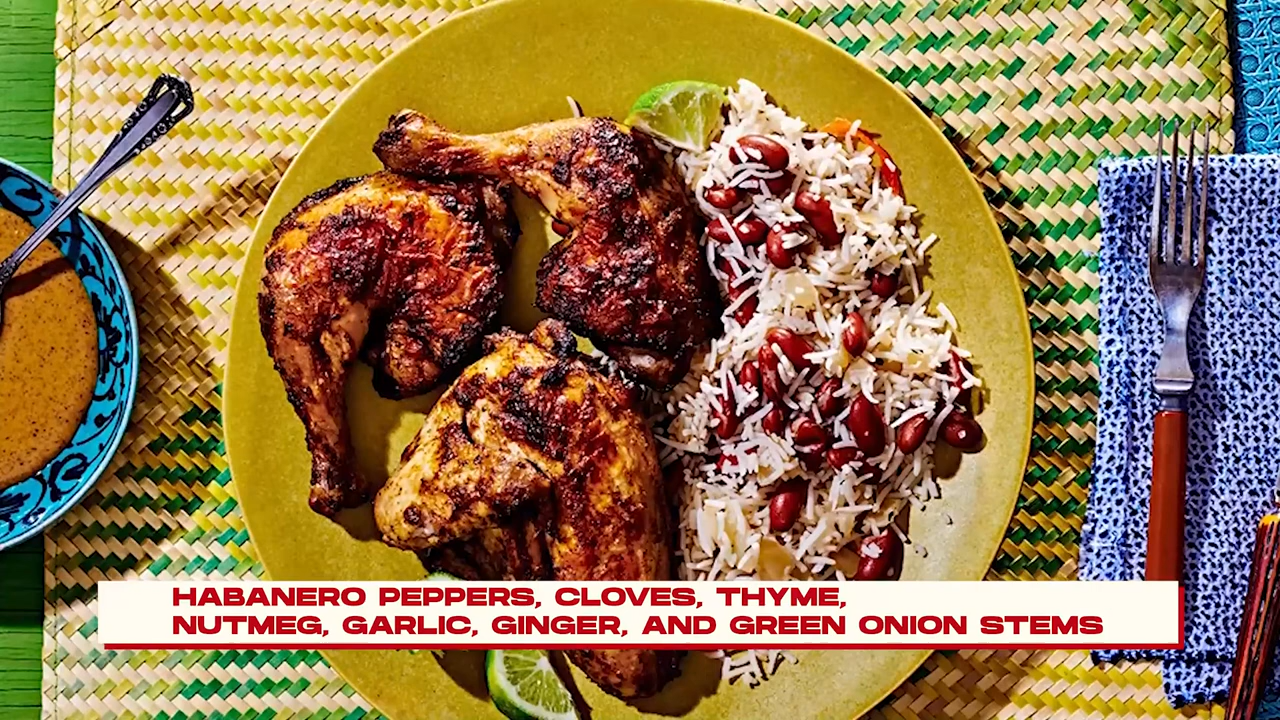 HABANERO PEPPERS, CLOVES, THYME,
NUTMEG, GARLIC, GINGER, AND GREEN ONION STEMS